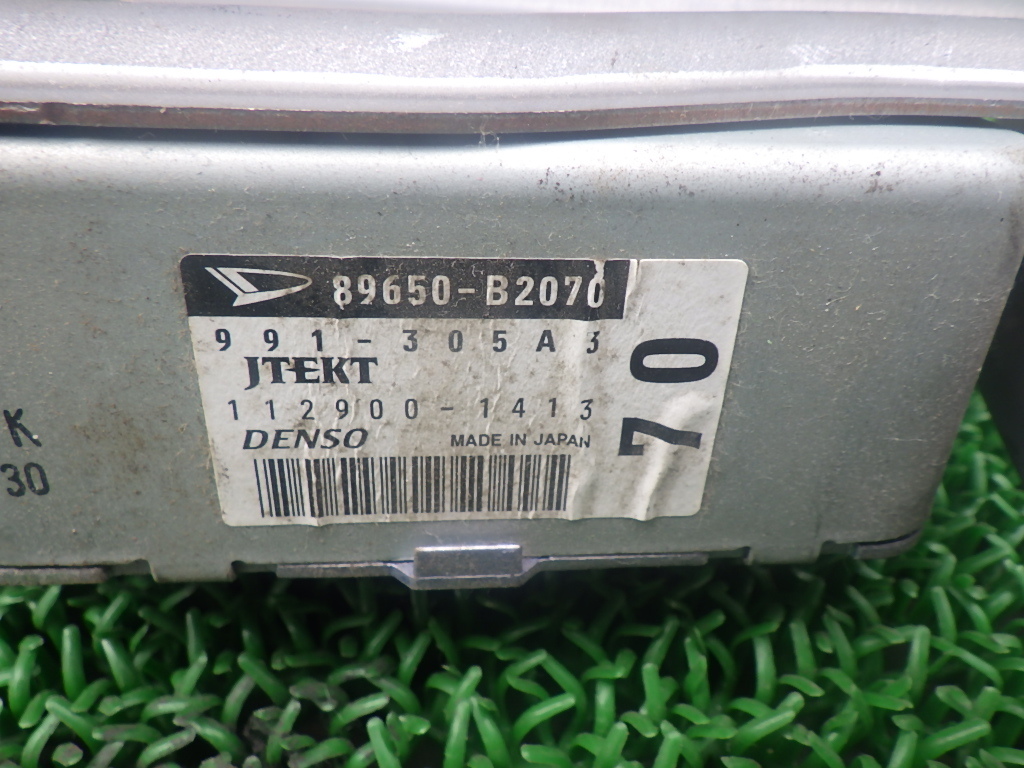 89650-B2070
991-305A3
JTEKT
112900-1413
DENSO MADE IN JAPAN
70
K
30